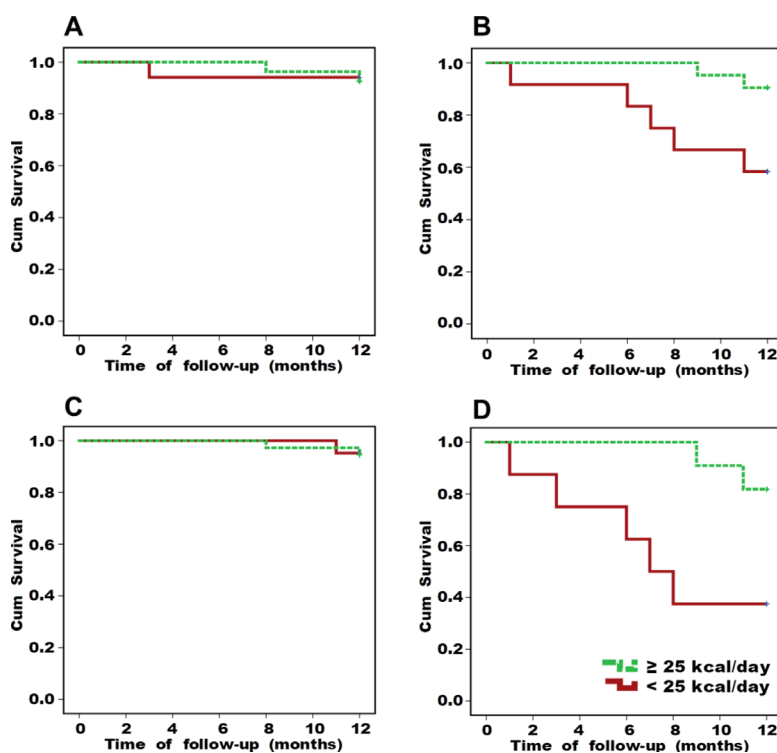 A
1.0
0.8
0.6
0.4
0.2
0.0
Cum Survival
0 2 4 6 8 10 12
Time of follow-up (months)
B
1.0
0.8
0.6
0.4
0.2
0.0
Cum Survival
0 2 4 6 8 10 12
Time of follow-up (months)
C
1.0
0.8
0.6
0.4
0.2
0.0
Cum Survival
0 2 4 6 8 10 12
Time of follow-up (months)
D
1.0
0.8
0.6
0.4
0.2
0.0
Cum Survival
≥ 25 kcal/day
< 25 kcal/day
0 2 4 6 8 10 12
Time of follow-up (months)